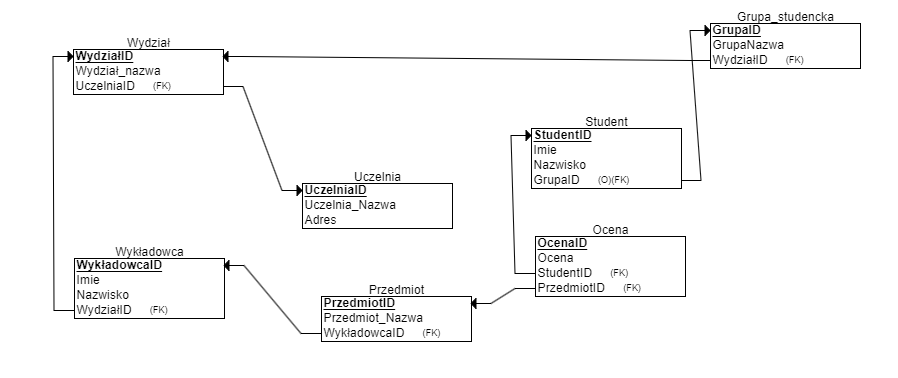 Grupa_studencka
GrupaID
GrupaNazwa
WydziałID (FK)
Wydział
WydziałID
Wydział_nazwa
UczelniaID (FK)
Student
StudentID
Imie
Nazwisko
GrupaID (O)(FK)
Uczelnia
UczelniaID
Uczelnia_Nazwa
Adres
Ocena
OcenaID
Ocena
StudentID (FK)
PrzedmiotID (FK)
Wykładowca
WykładowcaID
Imie
Nazwisko
WydziałID (FK)
Przedmiot
PrzedmiotID
Przedmiot_Nazwa
WykładowcaID (FK)